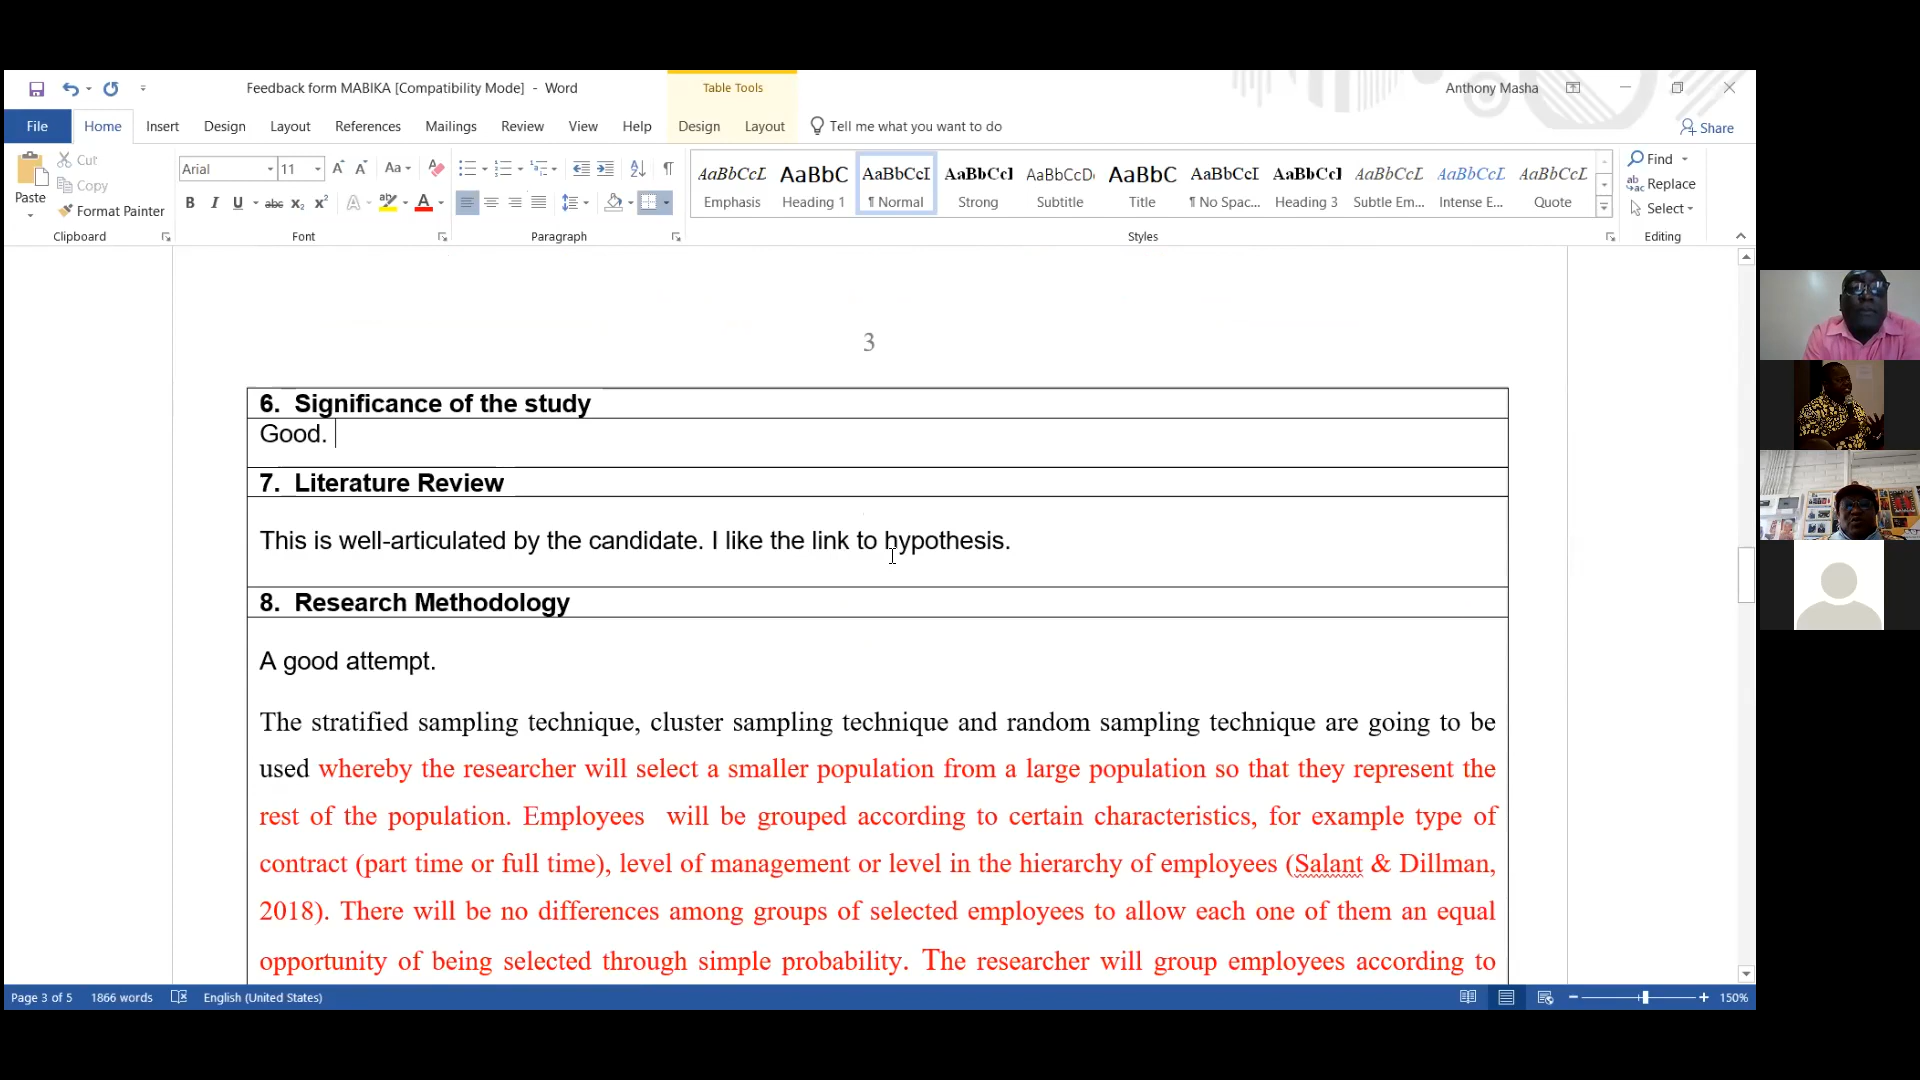 Feedback form MABIKA [Compatibility Mode] - Word
Table Tools
Anthony Masha
File Home Insert Design Layout References Mailings Review View Help Design Layout Tell me what you want to do
Share
Paste
Cut
Copy
Format Painter
Clipboard
Arial 11
Font
Paragraph
AaBbCcL AaBbC AaBbCcI AaBbCcI AaBbCcDı AaBbC AaBbCcI AaBbCcI AaBbCcL AaBbCcL AaBbCcL
Emphasis Heading 1 ¶ Normal Strong Subtitle Title ¶ No Spac... Heading 3 Subtle Em... Intense E... Quote
Styles
Find
Replace
Select
Editing
3
6. Significance of the study
Good.
7. Literature Review
This is well-articulated by the candidate. I like the link to hypothesis.
8. Research Methodology
A good attempt.
The stratified sampling technique, cluster sampling technique and random sampling technique are going to be
used whereby the researcher will select a smaller population from a large population so that they represent the
rest of the population. Employees will be grouped according to certain characteristics, for example type of
contract (part time or full time), level of management or level in the hierarchy of employees (Salant & Dillman,
2018). There will be no differences among groups of selected employees to allow each one of them an equal
opportunity of being selected through simple probability. The researcher will group employees according to
Page 3 of 5 1866 words English (United States) 150%